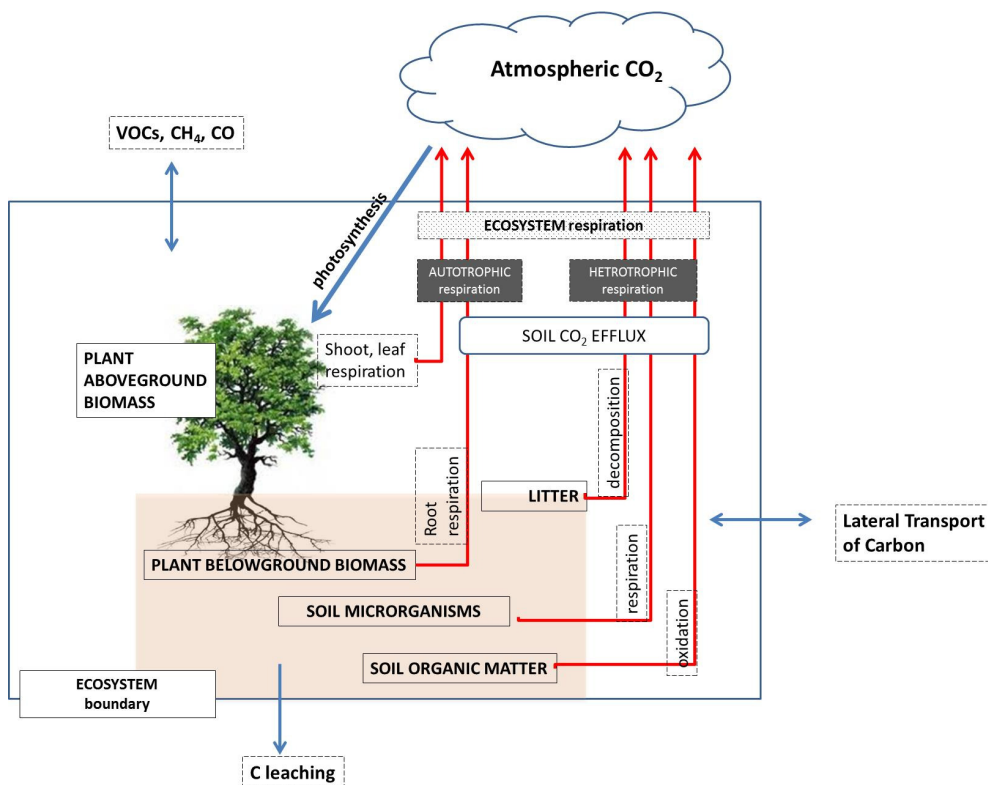 Atmospheric CO₂
VOCs, CH₄, CO
photosynthesis
ECOSYSTEM respiration
AUTOTROPHIC
respiration
HETROTROPHIC
respiration
SOIL CO₂ EFFLUX
Shoot, leaf
respiration
PLANT
ABOVEGROUND
BIOMASS
decomposition
Root
respiration
LITTER
Lateral Transport
of Carbon
PLANT BELOWGROUND BIOMASS
respiration
SOIL MICRORGANISMS
oxidation
SOIL ORGANIC MATTER
ECOSYSTEM
boundary
C leaching